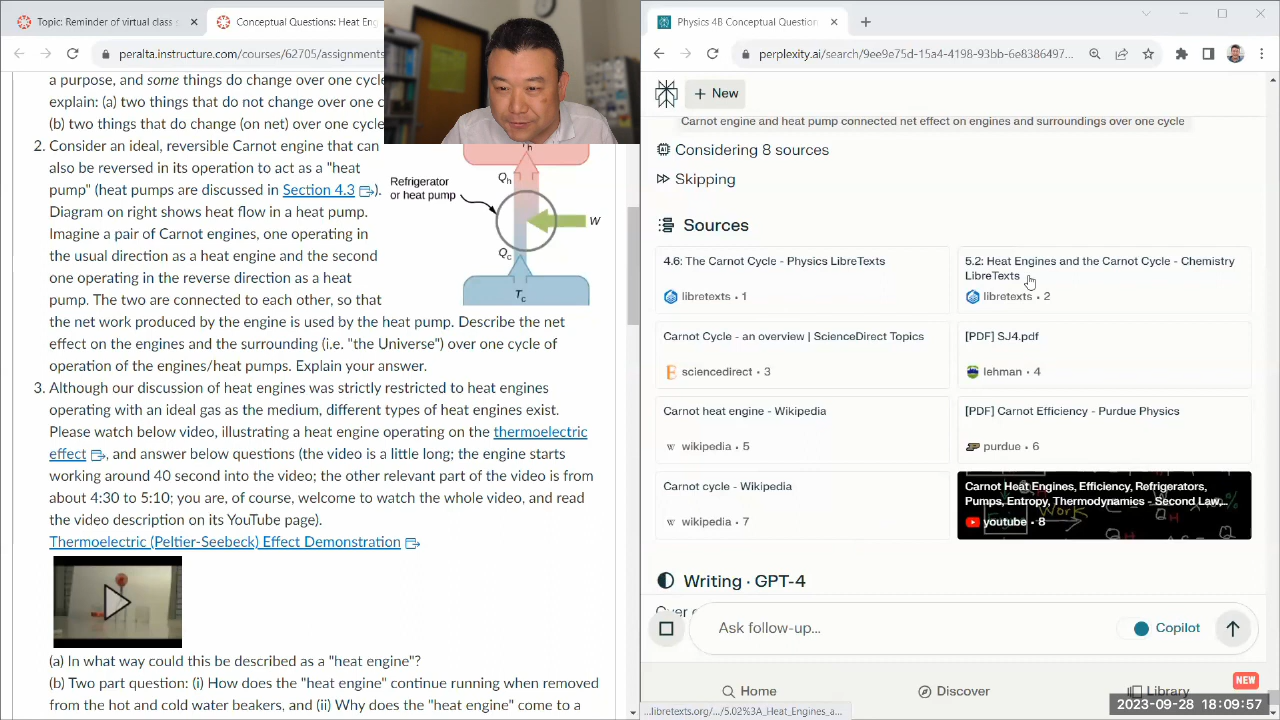 Topic: Reminder of virtual class s
Conceptual Questions: Heat Eng
peralta.instructure.com/courses/62705/assignments
a purpose, and some things do change over one cycle
explain: (a) two things that do not change over one c
(b) two things that do change (on net) over one cycle
2. Consider an ideal, reversible Carnot engine that can
also be reversed in its operation to act as a "heat
pump" (heat pumps are discussed in Section 4.3).
Diagram on right shows heat flow in a heat pump.
Imagine a pair of Carnot engines, one operating in
the usual direction as a heat engine and the second
one operating in the reverse direction as a heat
pump. The two are connected to each other, so that
the net work produced by the engine is used by the heat pump. Describe the net
effect on the engines and the surrounding (i.e. "the Universe") over one cycle of
operation of the engines/heat pumps. Explain your answer.
Th
Qh
Refrigerator
or heat pump
W
Qc
Tc
3. Although our discussion of heat engines was strictly restricted to heat engines
operating with an ideal gas as the medium, different types of heat engines exist.
Please watch below video, illustrating a heat engine operating on the thermoelectric
effect, and answer below questions (the video is a little long; the engine starts
working around 40 second into the video; the other relevant part of the video is from
about 4:30 to 5:10; you are, of course, welcome to watch the whole video, and read
the video description on its YouTube page).
Thermoelectric (Peltier-Seebeck) Effect Demonstration
(a) In what way could this be described as a "heat engine"?
(b) Two part question: (i) How does the "heat engine" continue running when removed
from the hot and cold water beakers, and (ii) Why does the "heat engine" come to a
Physics 4B Conceptual Question
perplexity.ai/search/9ee9e75d-15a4-4198-93bb-6e8386497...
+ New
Carnot engine and heat pump connected net effect on engines and surroundings over one cycle
Considering 8 sources
Skipping
Sources
4.6: The Carnot Cycle - Physics LibreTexts
libretexts • 1
5.2: Heat Engines and the Carnot Cycle - Chemistry
LibreTexts
libretexts • 2
Carnot Cycle - an overview | ScienceDirect Topics
sciencedirect • 3
[PDF] SJ4.pdf
lehman • 4
Carnot heat engine - Wikipedia
wikipedia • 5
[PDF] Carnot Efficiency - Purdue Physics
purdue • 6
Carnot cycle - Wikipedia
wikipedia • 7
Carnot Heat Engines, Efficiency, Refrigerators,
Pumps, Entropy, Thermodynamics - Second Law,...
youtube • 8
Writing · GPT-4
Ask follow-up...
Copilot
Home
Discover
Library
NEW
.libretexts.org/.../5.02%3A_Heat_Engines_a...
2023-09-28 18:09:57